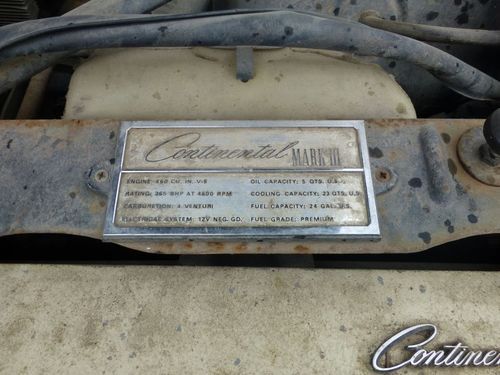 Continental MARK III
ENGINE: 460 CU. IN. V-8
RATING: 365 BHP AT 4600 RPM
CARBURETION: 4 VENTURI
ELECTRICAL SYSTEM: 12V NEG. GD.
OIL CAPACITY: 5 QTS. U.S.
COOLING CAPACITY: 23 QTS. U.S.
FUEL CAPACITY: 24 GAL. U.S.
FUEL GRADE: PREMIUM
Continen